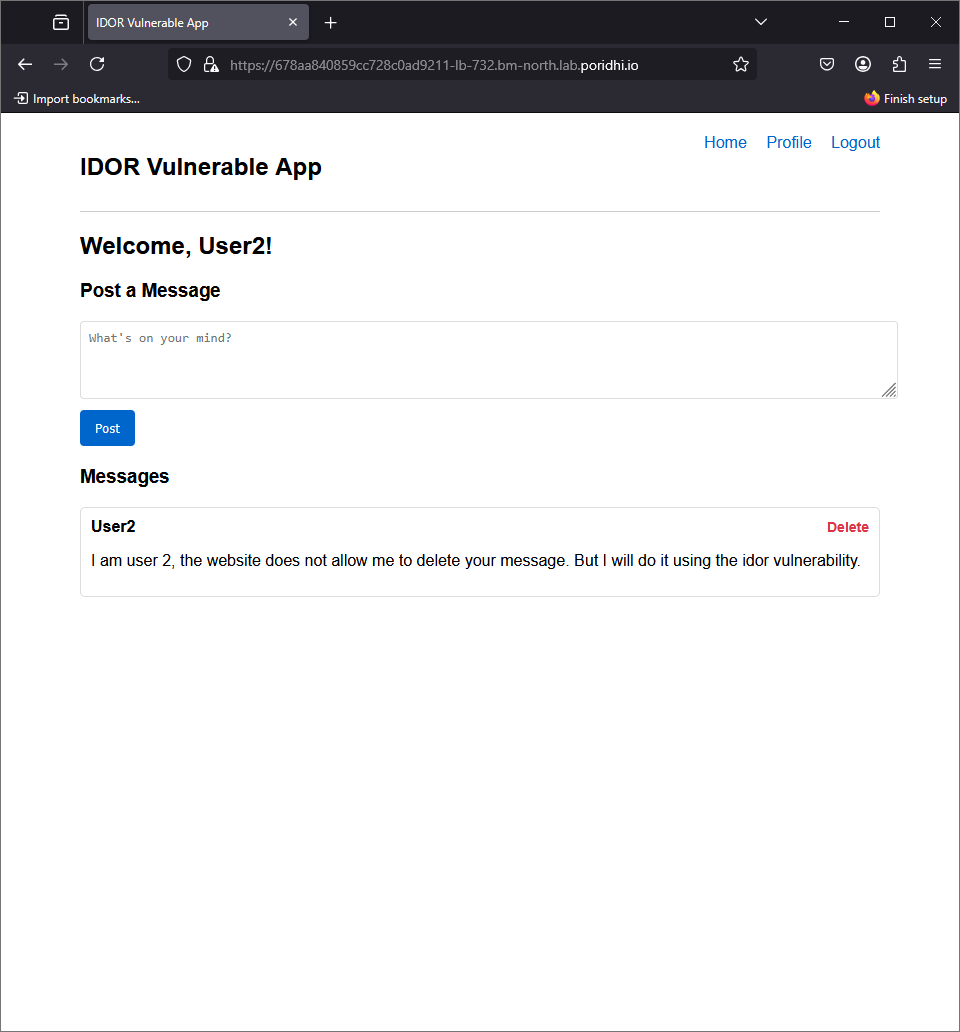 IDOR Vulnerable App
https://678aa840859cc728c0ad9211-lb-732.bm-north.lab.poridhi.io
Import bookmarks...
Finish setup
Home Profile Logout
IDOR Vulnerable App
Welcome, User2!
Post a Message
What's on your mind?
Post
Messages
User2 Delete
I am user 2, the website does not allow me to delete your message. But I will do it using the idor vulnerability.